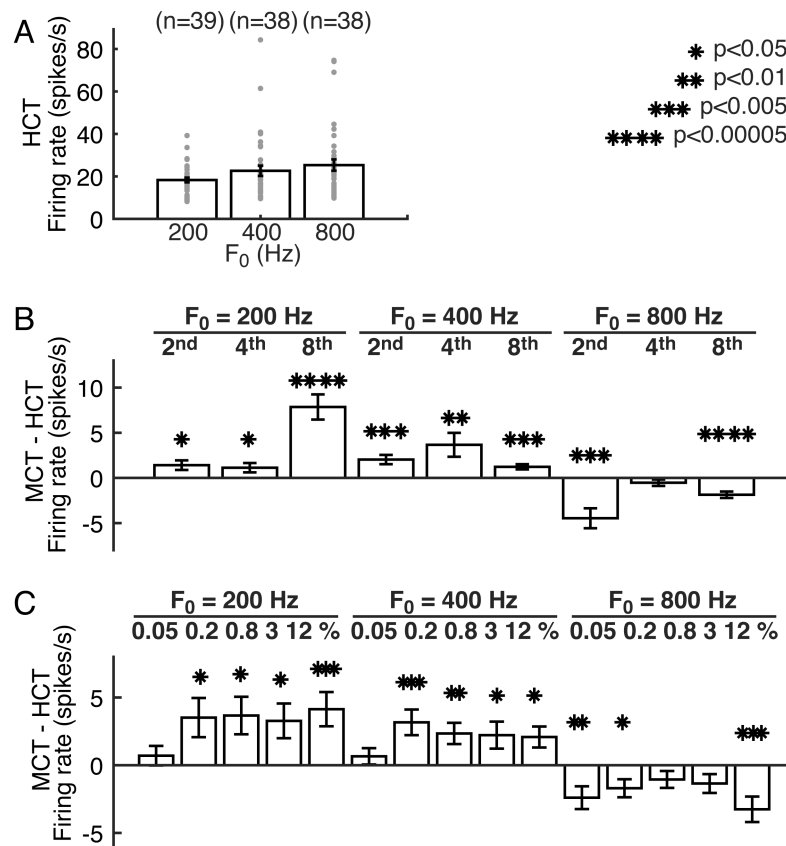 A
(n=39) (n=38) (n=38)
HCT
Firing rate (spikes/s)
80
60
40
20
0
200 400 800
F₀ (Hz)
✱ p<0.05
✱✱ p<0.01
✱✱✱ p<0.005
✱✱✱✱ p<0.00005
B
F₀ = 200 Hz F₀ = 400 Hz F₀ = 800 Hz
2nd 4th 8th 2nd 4th 8th 2nd 4th 8th
MCT - HCT
Firing rate (spikes/s)
10
5
0
-5
✱ ✱ ✱✱✱✱ ✱✱✱ ✱✱ ✱✱✱ ✱✱✱ ✱✱✱✱
C
F₀ = 200 Hz F₀ = 400 Hz F₀ = 800 Hz
0.05 0.2 0.8 3 12 % 0.05 0.2 0.8 3 12 % 0.05 0.2 0.8 3 12 %
MCT - HCT
Firing rate (spikes/s)
5
0
-5
✱ ✱ ✱ ✱✱✱ ✱✱✱ ✱✱ ✱ ✱ ✱✱ ✱ ✱✱✱